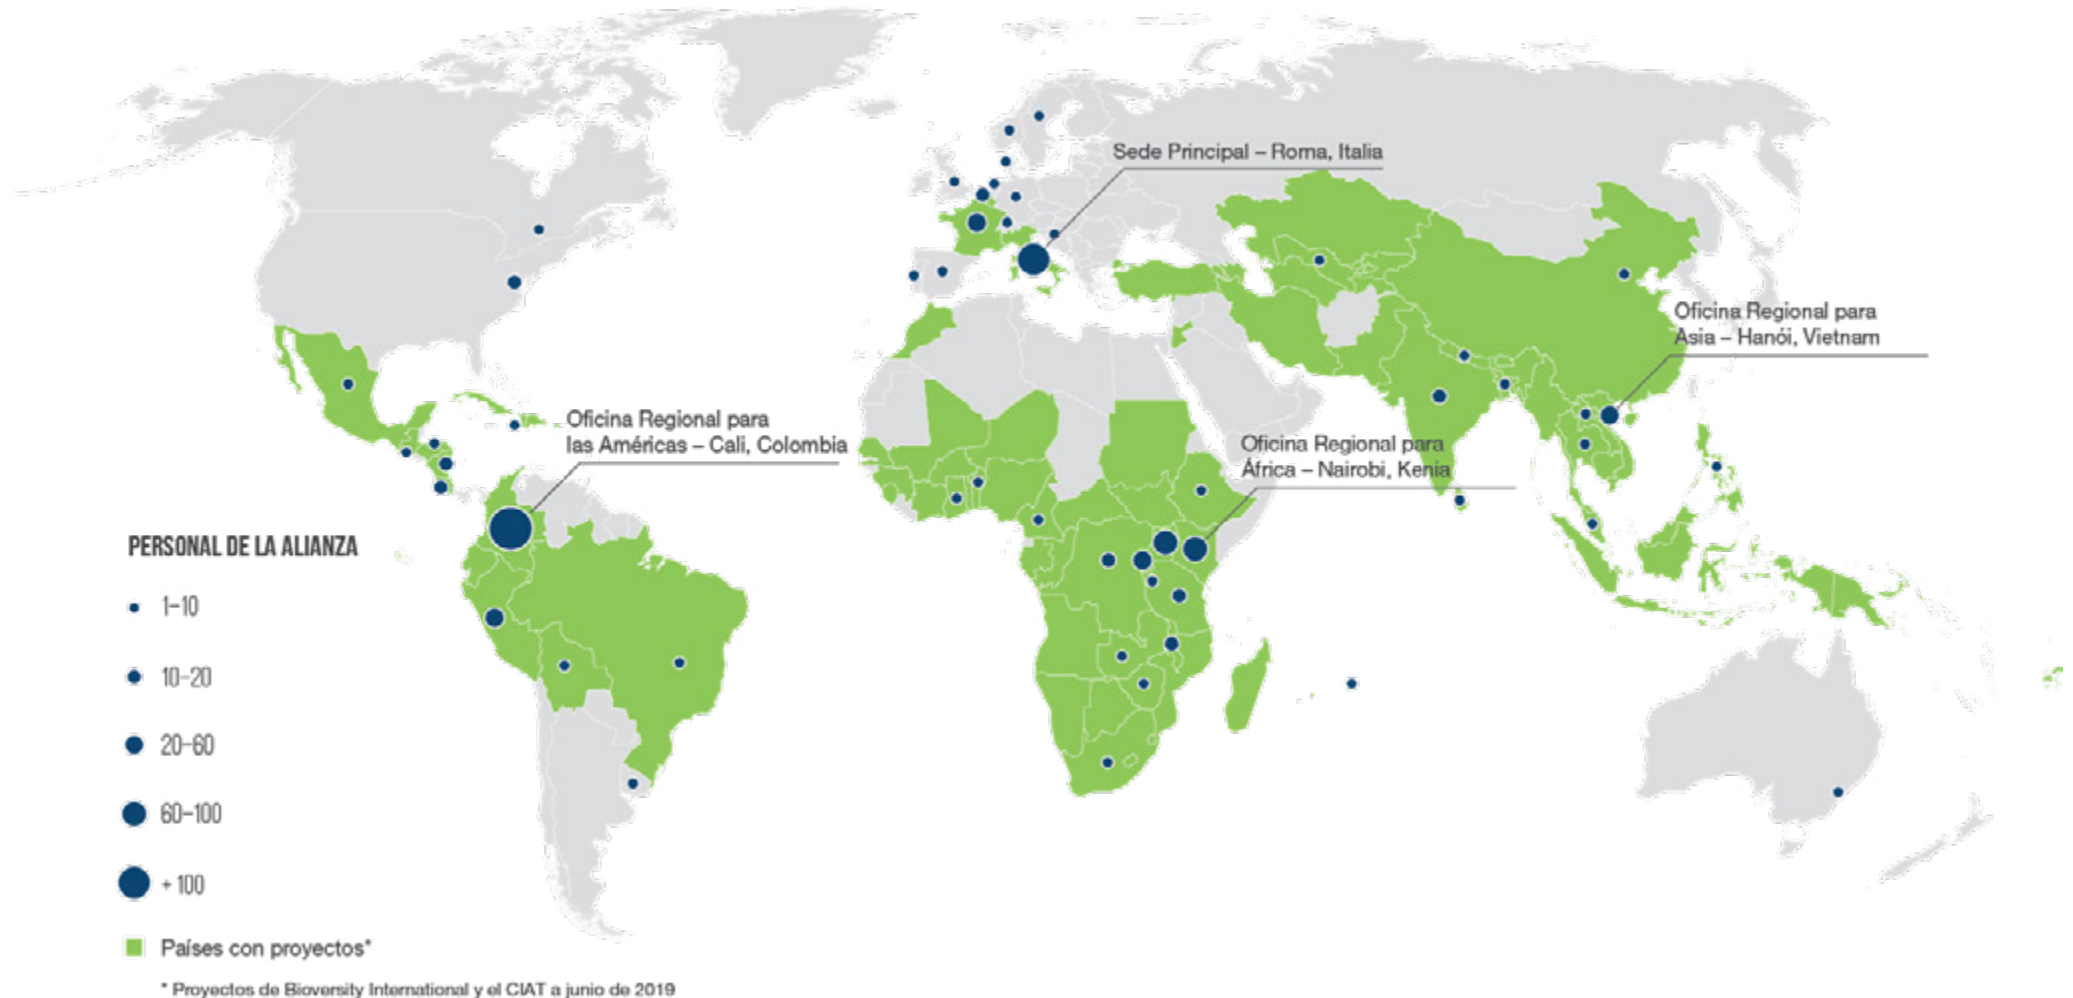 Sede Principal – Roma, Italia
Oficina Regional para
Asia – Hanói, Vietnam
Oficina Regional para
las Américas – Cali, Colombia
Oficina Regional para
África – Nairobi, Kenia
PERSONAL DE LA ALIANZA
1–10
10–20
20–60
60–100
+ 100
Países con proyectos*
* Proyectos de Bioversity International y el CIAT a junio de 2019